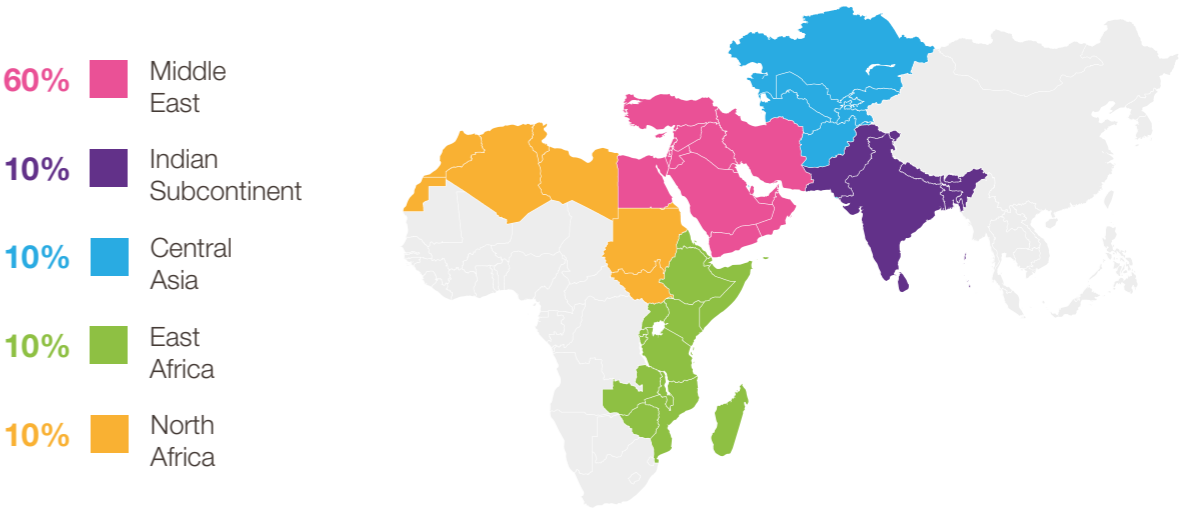 60%
Middle
East
10%
Indian
Subcontinent
10%
Central
Asia
10%
East
Africa
10%
North
Africa